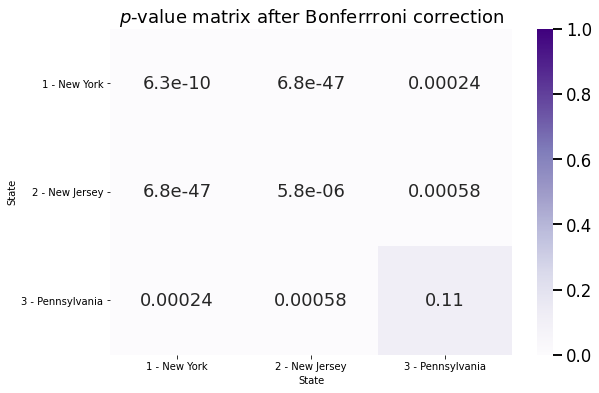 p-value matrix after Bonferrroni correction
1.0
1 - New York 6.3e-10 6.8e-47 0.00024
0.8
0.6
State
2 - New Jersey 6.8e-47 5.8e-06 0.00058
0.4
0.2
3 - Pennsylvania 0.00024 0.00058 0.11
0.0
1 - New York 2 - New Jersey 3 - Pennsylvania
State